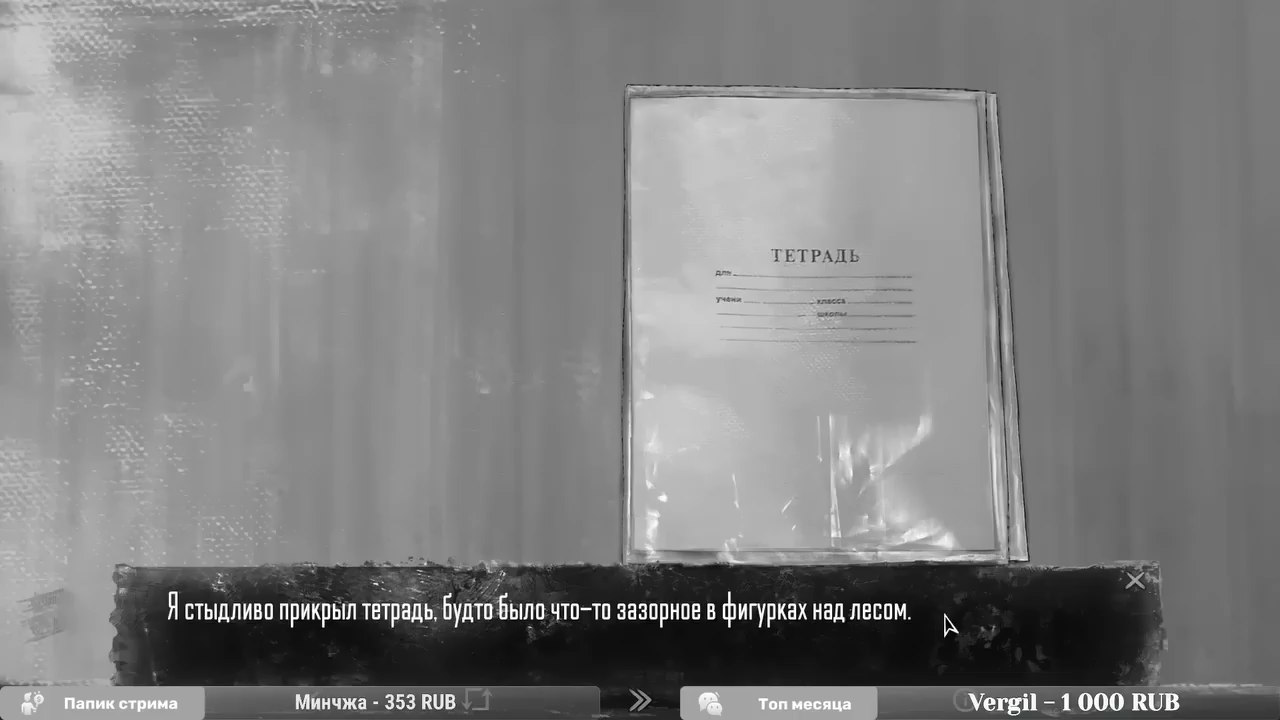 ТЕТРАДЬ
для
учени класса
школы
Я стыдливо прикрыл тетрадь, будто было что-то зазорное в фигурках над лесом.
Папик стрима Минчжа - 353 RUB Топ месяца Vergil - 1 000 RUB